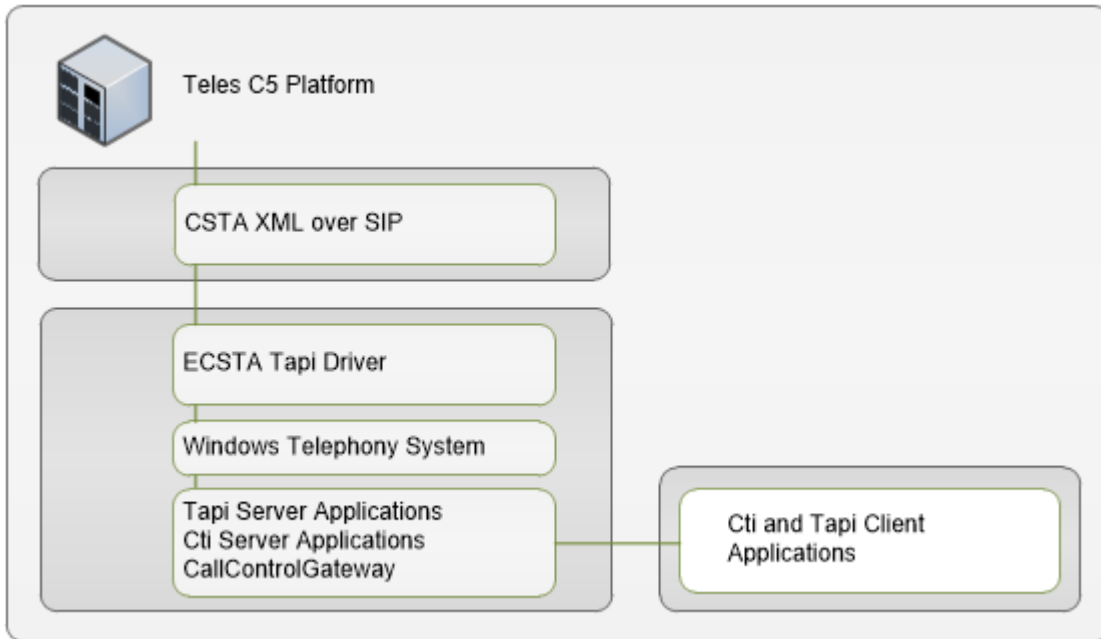 Teles C5 Platform
CSTA XML over SIP
ECSTA Tapi Driver
Windows Telephony System
Tapi Server Applications
Cti Server Applications
CallControlGateway
Cti and Tapi Client
Applications